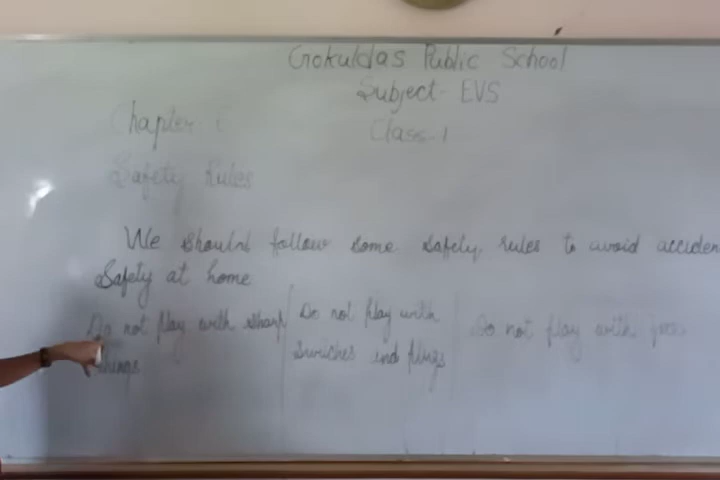 Gokuldas Public School
Subject- EVS
Chapter
Class-1
Safety Rules
We should follow some safety rules to avoid acciden
Safety at home
Do not play with sharp
things
Do not play with
Switches and plugs
Do not play with